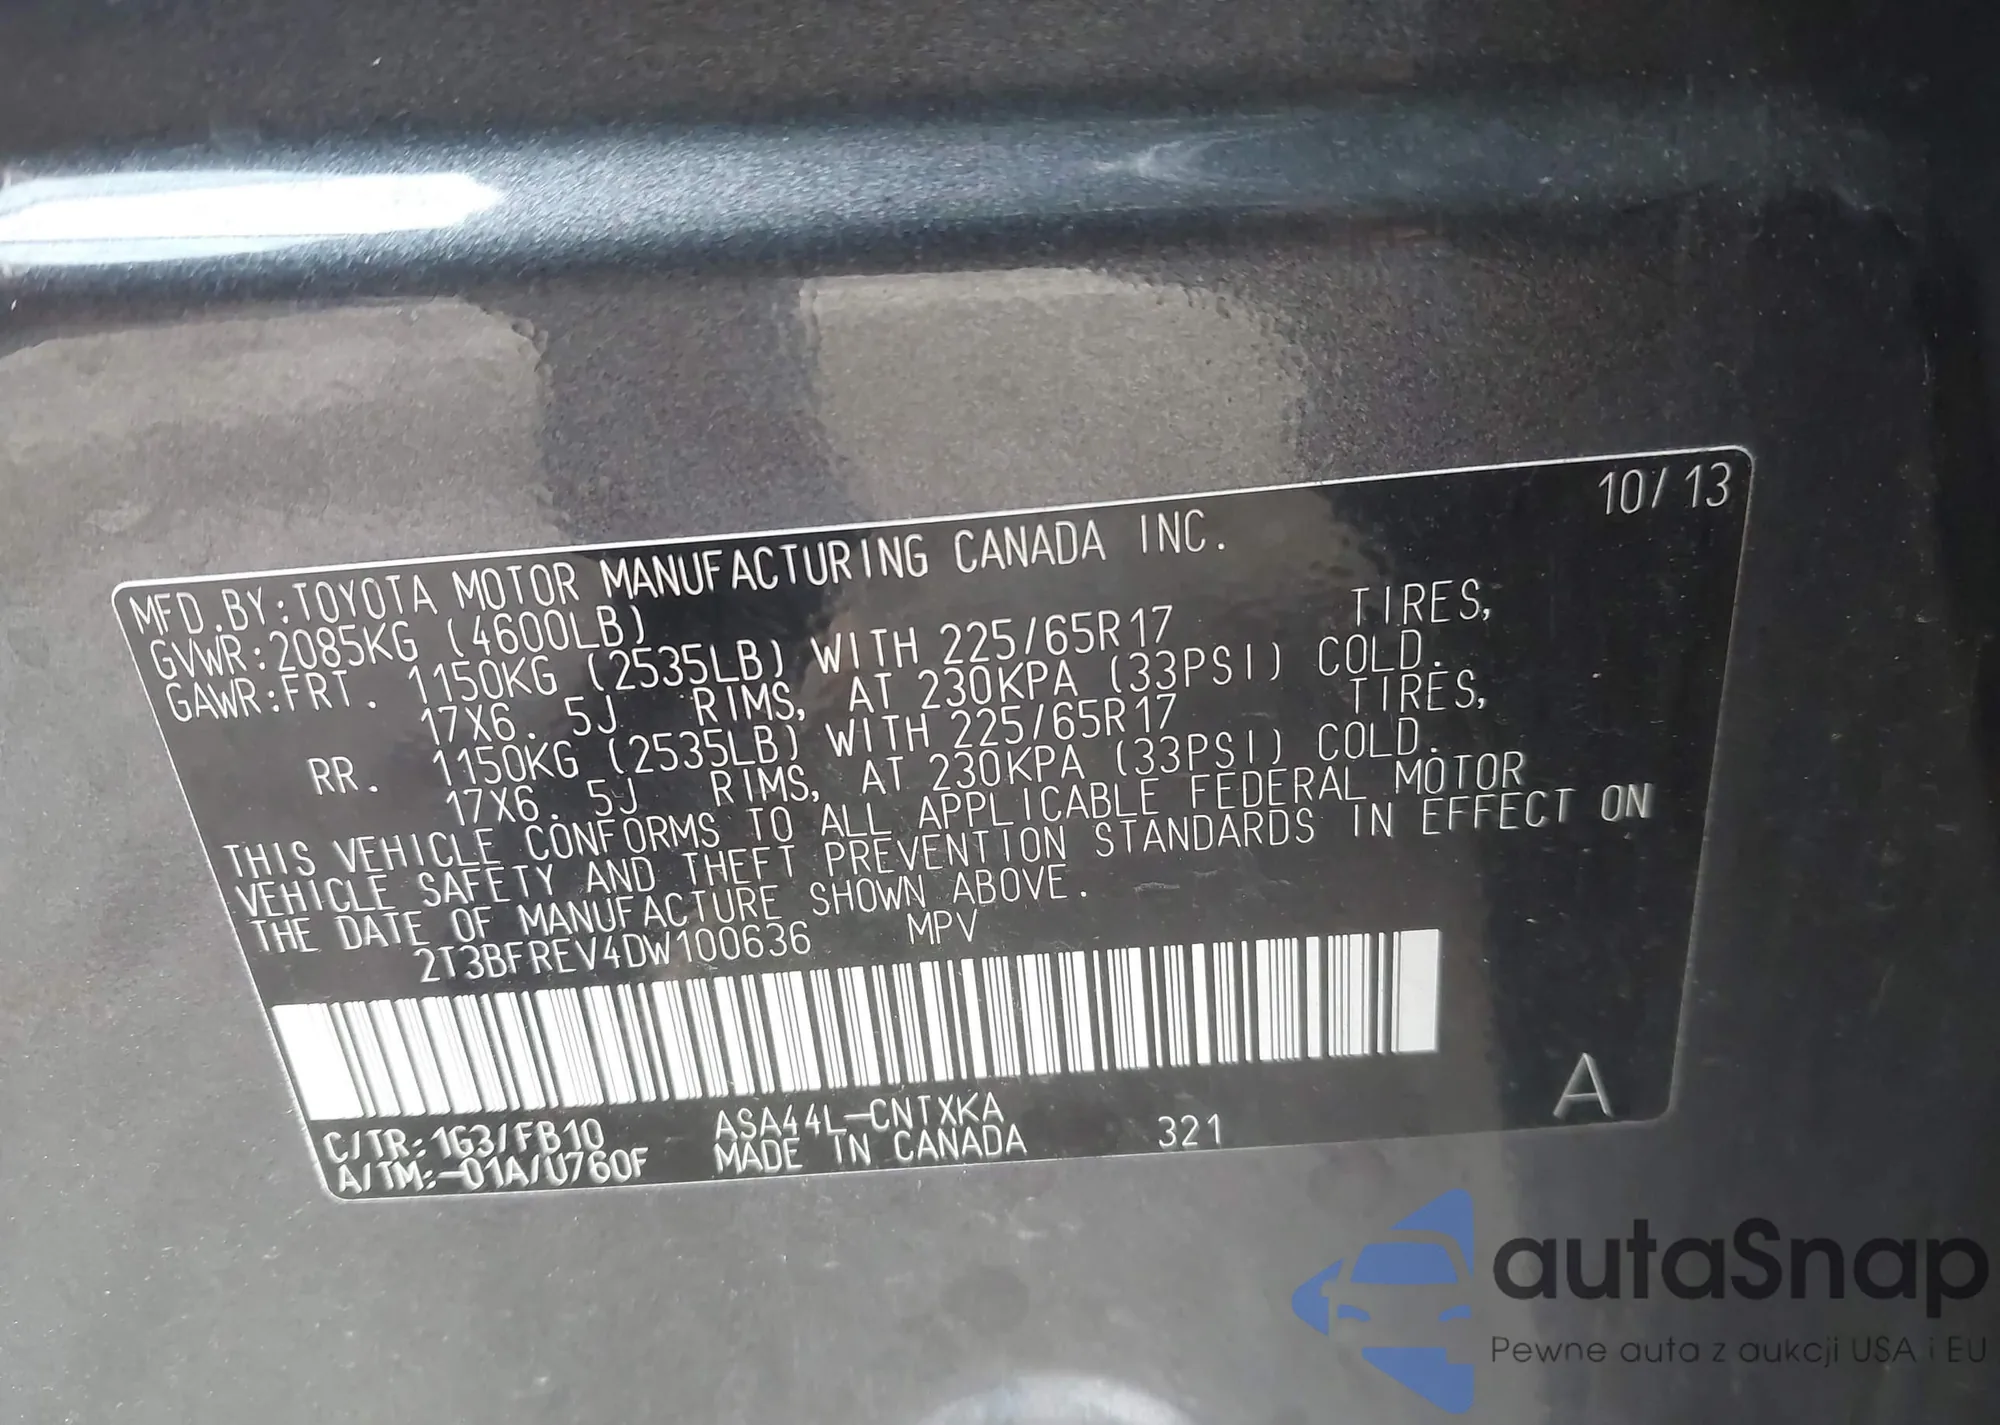 10/13
MFD.BY:TOYOTA MOTOR MANUFACTURING CANADA INC.
GVWR:2085KG (4600LB)
GAWR:FRT. 1150KG (2535LB) WITH 225/65R17 TIRES,
17X6.5J RIMS, AT 230KPA (33PSI) COLD.
RR. 1150KG (2535LB) WITH 225/65R17 TIRES,
17X6.5J RIMS, AT 230KPA (33PSI) COLD.
THIS VEHICLE CONFORMS TO ALL APPLICABLE FEDERAL MOTOR
VEHICLE SAFETY AND THEFT PREVENTION STANDARDS IN EFFECT ON
THE DATE OF MANUFACTURE SHOWN ABOVE.
2T3BFREV4DW100636 MPV
C/TR:1G3/FB10 ASA44L-CNTXKA
A/TM:-01A/U760F MADE IN CANADA 321
A
autaSnap
Pewne auta z aukcji USA i EU